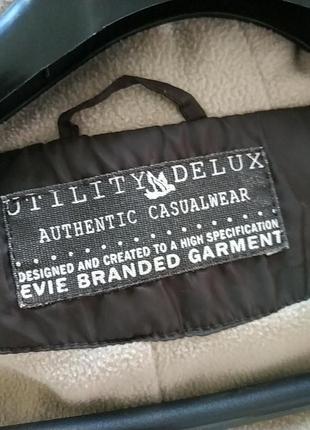 UTILITY DELUX
AUTHENTIC CASUALWEAR
DESIGNED AND CREATED TO A HIGH SPECIFICATION
EVIE BRANDED GARMENT